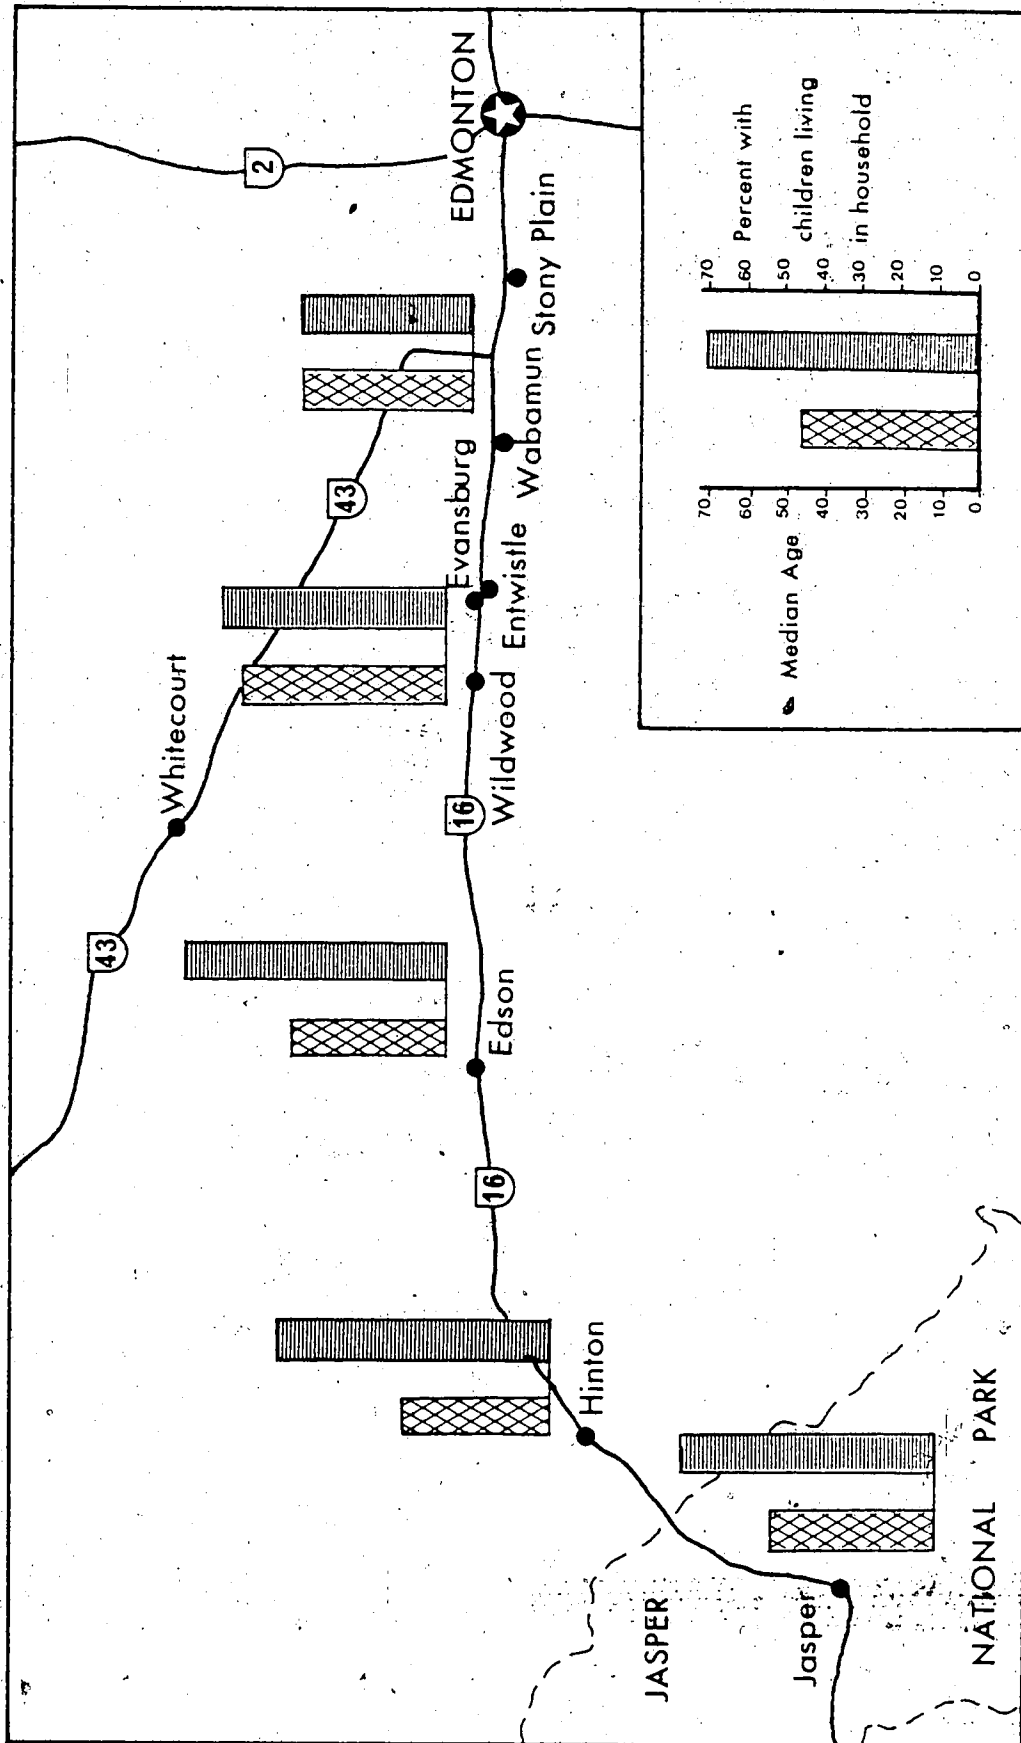 2
EDMONTON
Stony Plain
43
Wabamun
Evansburg
Entwistle
Whitecourt
Wildwood
16
43
Edson
16
Hinton
JASPER
Jasper
NATIONAL PARK
Median Age
70
60
50
40
30
20
10
0
70
60
50
40
30
20
10
0
Percent with
children living
in household